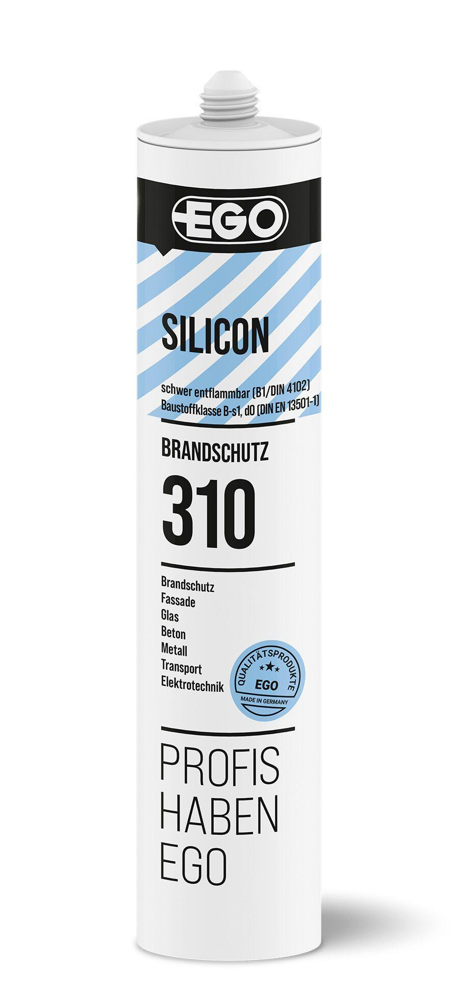 EGO
SILICON
schwer entflammbar (B1/DIN 4102)
Baustoffklasse B-s1, d0 (DIN EN 13501-1)
BRANDSCHUTZ
310
Brandschutz
Fassade
Glas
Beton
Metall
Transport
Elektrotechnik
QUALITÄTSPRODUKTE
EGO
MADE IN GERMANY
PROFIS
HABEN
EGO